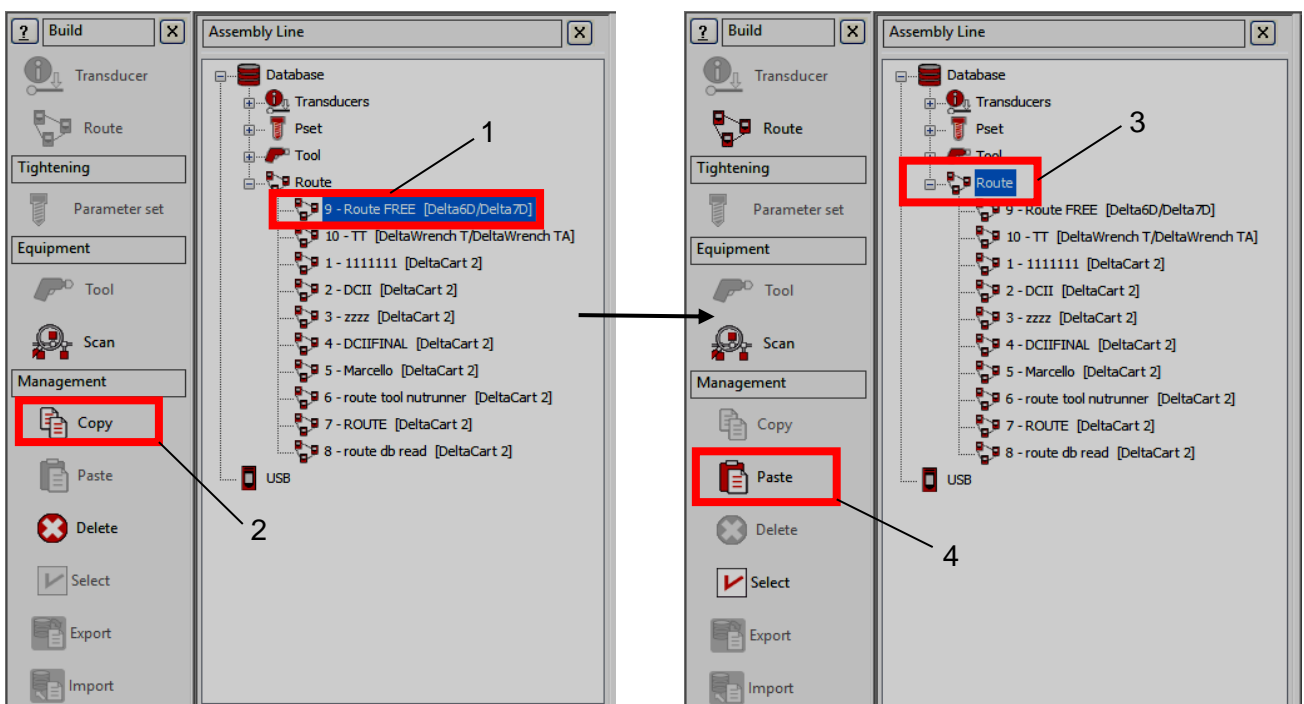 ? Build X
Transducer
Route
Tightening
Parameter set
Equipment
Tool
Scan
Management
Copy
Paste
Delete
Select
Export
Import
Assembly Line X
Database
Transducers
Pset
Tool
Route
9 - Route FREE [Delta6D/Delta7D]
10 - TT [DeltaWrench T/DeltaWrench TA]
1 - 1111111 [DeltaCart 2]
2 - DCII [DeltaCart 2]
3 - zzzz [DeltaCart 2]
4 - DCIIFINAL [DeltaCart 2]
5 - Marcello [DeltaCart 2]
6 - route tool nutrunner [DeltaCart 2]
7 - ROUTE [DeltaCart 2]
8 - route db read [DeltaCart 2]
USB
1
2
? Build X
Transducer
Route
Tightening
Parameter set
Equipment
Tool
Scan
Management
Copy
Paste
Delete
Select
Export
Import
Assembly Line X
Database
Transducers
Pset
Tool
Route
9 - Route FREE [Delta6D/Delta7D]
10 - TT [DeltaWrench T/DeltaWrench TA]
1 - 1111111 [DeltaCart 2]
2 - DCII [DeltaCart 2]
3 - zzzz [DeltaCart 2]
4 - DCIIFINAL [DeltaCart 2]
5 - Marcello [DeltaCart 2]
6 - route tool nutrunner [DeltaCart 2]
7 - ROUTE [DeltaCart 2]
8 - route db read [DeltaCart 2]
USB
3
4